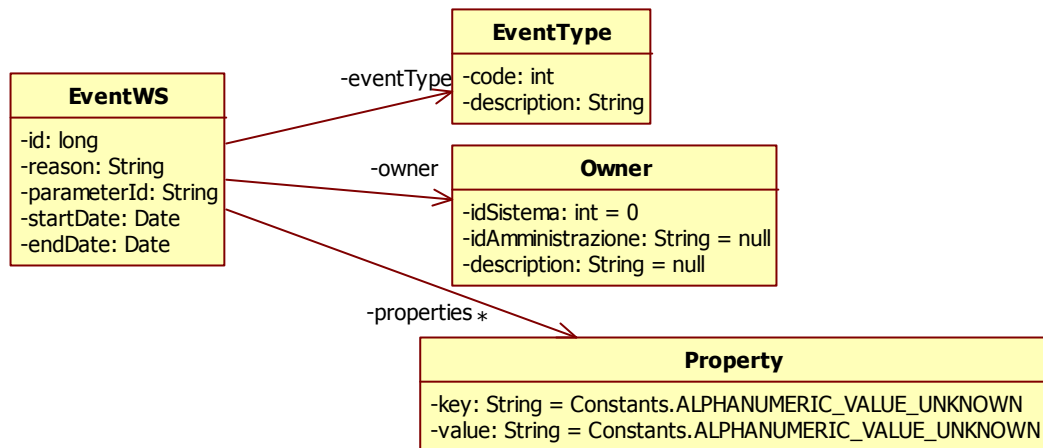 EventType
-code: int
-description: String
-eventType
EventWS
-id: long
-reason: String
-parameterId: String
-startDate: Date
-endDate: Date
-owner
Owner
-idSistema: int = 0
-idAmministrazione: String = null
-description: String = null
-properties *
Property
-key: String = Constants.ALPHANUMERIC_VALUE_UNKNOWN
-value: String = Constants.ALPHANUMERIC_VALUE_UNKNOWN